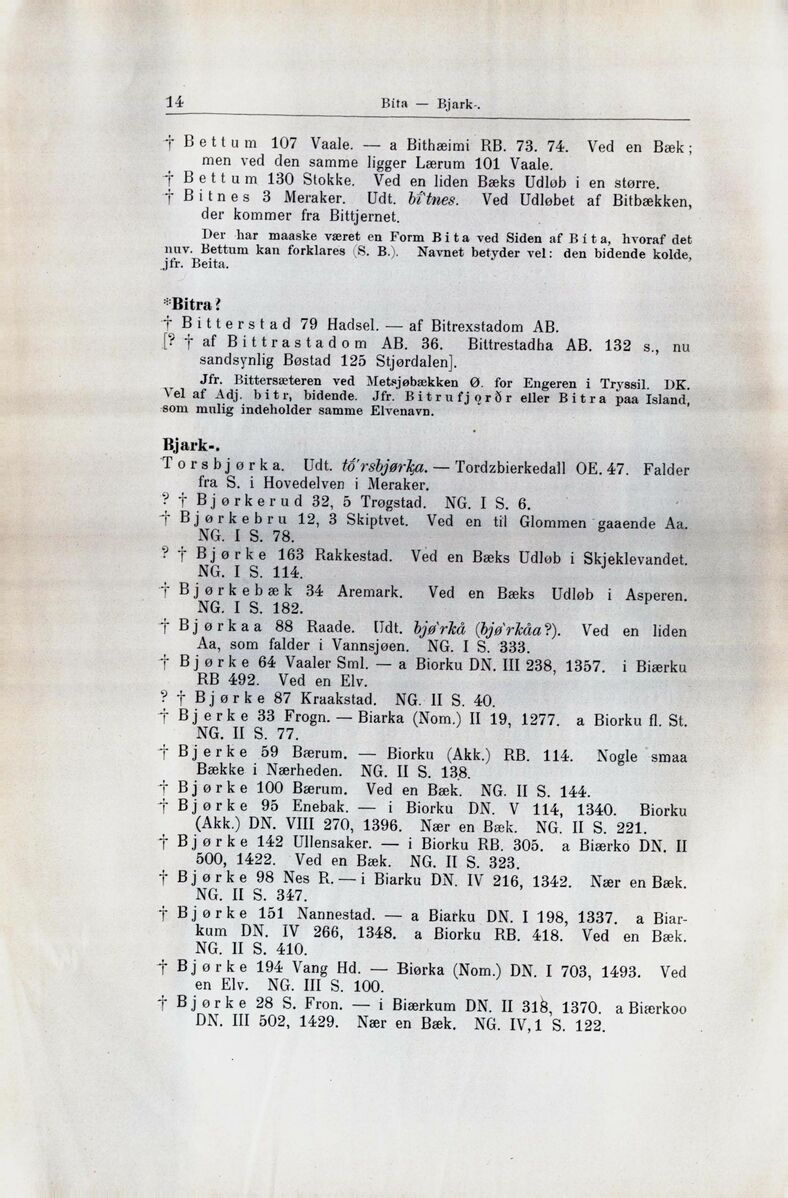 14 Bita — Bjark-.
† Bettum 107 Vaale. — a Bithæimi RB. 73. 74. Ved en Bæk;
men ved den samme ligger Lærum 101 Vaale.
† Bettum 130 Stokke. Ved en liden Bæks Udløb i en større.
† Bitnes 3 Meraker. Udt. bîtnes. Ved Udløbet af Bitbækken,
der kommer fra Bittjernet.
Der har maaske været en Form Bita ved Siden af Bíta, hvoraf det
nuv. Bettum kan forklares (S. B.). Navnet betyder vel: den bidende kolde,
jfr. Beita.
*Bitra?
† Bitterstad 79 Hadsel. — af Bitrexstadom AB.
[? † af Bittrastadom AB. 36. Bittrestadha AB. 132 s., nu
sandsynlig Bøstad 125 Stjørdalen].
Jfr. Bittersæteren ved Metsjøbækken Ø. for Engeren i Tryssil. DK.
Vel af Adj. bitr, bidende. Jfr. Bitrufjǫrðr eller Bitra paa Island,
som mulig indeholder samme Elvenavn.
Bjark-.
Torsbjørka. Udt. tó'rsbjørḳa. — Tordzbierkedall OE. 47. Falder
fra S. i Hovedelven i Meraker.
? † Bjørkerud 32, 5 Trøgstad. NG. I S. 6.
† Bjørkebru 12, 3 Skiptvet. Ved en til Glommen gaaende Aa.
NG. I S. 78.
? † Bjørke 163 Rakkestad. Ved en Bæks Udløb i Skjeklevandet.
NG. I S. 114.
† Bjørkebæk 34 Aremark. Ved en Bæks Udløb i Asperen.
NG. I S. 182.
† Bjørkaa 88 Raade. Udt. bjø'rkå (bjø'rkåa?). Ved en liden
Aa, som falder i Vannsjøen. NG. I S. 333.
† Bjørke 64 Vaaler Sml. — a Biorku DN. III 238, 1357. i Biærku
RB 492. Ved en Elv.
? † Bjørke 87 Kraakstad. NG. II S. 40.
† Bjerke 33 Frogn. — Biarka (Nom.) II 19, 1277. a Biorku fl. St.
NG. II S. 77.
† Bjerke 59 Bærum. — Biorku (Akk.) RB. 114. Nogle smaa
Bække i Nærheden. NG. II S. 138.
† Bjørke 100 Bærum. Ved en Bæk. NG. II S. 144.
† Bjørke 95 Enebak. — i Biorku DN. V 114, 1340. Biorku
(Akk.) DN. VIII 270, 1396. Nær en Bæk. NG. II S. 221.
† Bjørke 142 Ullensaker. — i Biorku RB. 305. a Biærko DN. II
500, 1422. Ved en Bæk. NG. II S. 323.
† Bjørke 98 Nes R. — i Biarku DN. IV 216, 1342. Nær en Bæk.
NG. II S. 347.
† Bjørke 151 Nannestad. — a Biarku DN. I 198, 1337. a Biar-
kum DN. IV 266, 1348. a Biorku RB. 418. Ved en Bæk.
NG. II S. 410.
† Bjørke 194 Vang Hd. — Biørka (Nom.) DN. I 703, 1493. Ved
en Elv. NG. III S. 100.
† Bjørke 28 S. Fron. — i Biærkum DN. II 318, 1370. a Biærkoo
DN. III 502, 1429. Nær en Bæk. NG. IV,1 S. 122.